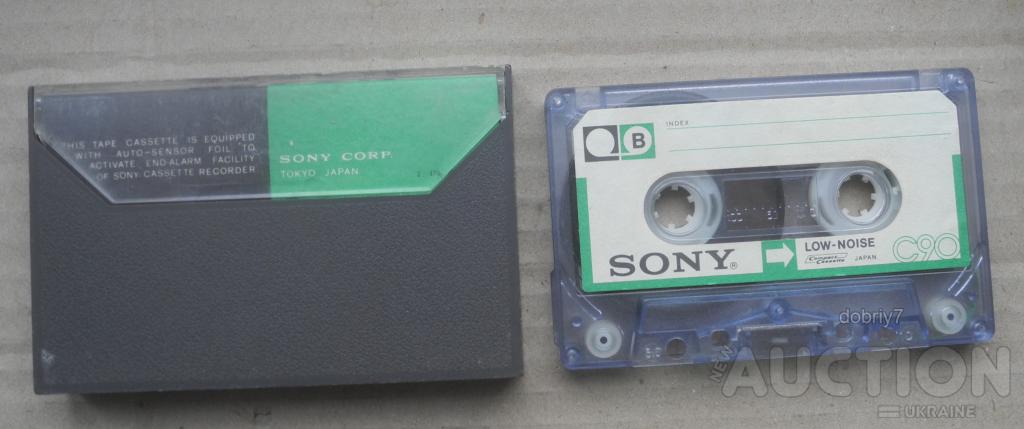 THIS TAPE CASSETTE IS EQUIPPED
WITH AUTO-SENSOR FOIL TO
ACTIVATE END-ALARM FACILITY
OF SONY CASSETTE RECORDER
SONY CORP.
TOKYO JAPAN
B
INDEX
SONY®
LOW-NOISE
Compact Cassette
JAPAN
C90
dobriy7
NEW AUCTION
UKRAINE